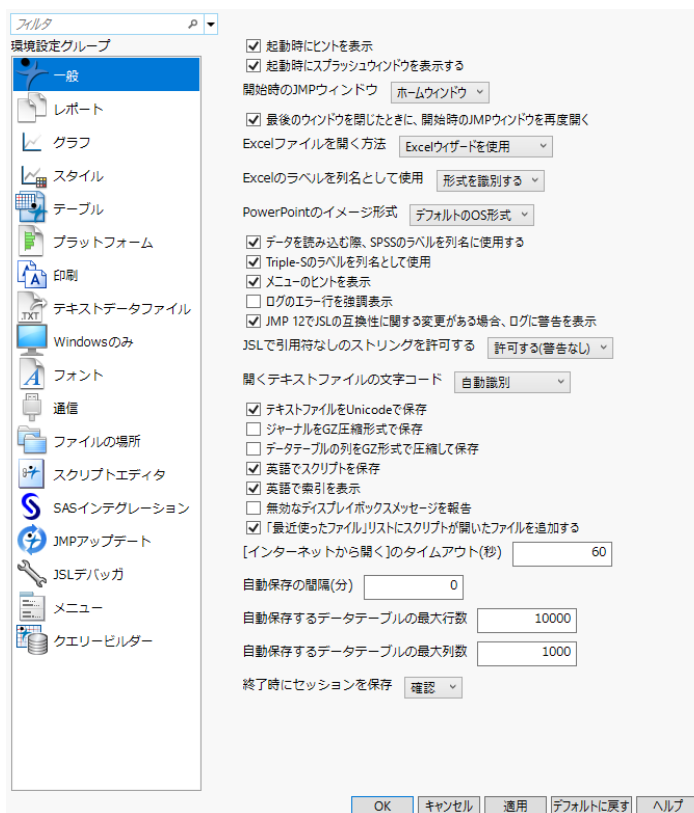 フィルタ
環境設定グループ
一般
レポート
グラフ
スタイル
テーブル
プラットフォーム
印刷
テキストデータファイル
Windowsのみ
フォント
通信
ファイルの場所
スクリプトエディタ
SASインテグレーション
JMPアップデート
JSLデバッガ
メニュー
クエリービルダー
起動時にヒントを表示
起動時にスプラッシュウィンドウを表示する
開始時のJMPウィンドウ ホームウィンドウ
最後のウィンドウを閉じたときに、開始時のJMPウィンドウを再度開く
Excelファイルを開く方法 Excelウィザードを使用
Excelのラベルを列名として使用 形式を識別する
PowerPointのイメージ形式 デフォルトのOS形式
データを読み込む際、SPSSのラベルを列名に使用する
Triple-Sのラベルを列名として使用
メニューのヒントを表示
ログのエラー行を強調表示
JMP 12でJSLの互換性に関する変更がある場合、ログに警告を表示
JSLで引用符なしのストリングを許可する 許可する(警告なし)
開くテキストファイルの文字コード 自動識別
テキストファイルをUnicodeで保存
ジャーナルをGZ圧縮形式で保存
データテーブルの列をGZ形式で圧縮して保存
英語でスクリプトを保存
英語で索引を表示
無効なディスプレイボックスメッセージを報告
「最近使ったファイル」リストにスクリプトが開いたファイルを追加する
[インターネットから開く]のタイムアウト(秒) 60
自動保存の間隔(分) 0
自動保存するデータテーブルの最大行数 10000
自動保存するデータテーブルの最大列数 1000
終了時にセッションを保存 確認
OK キャンセル 適用 デフォルトに戻す ヘルプ